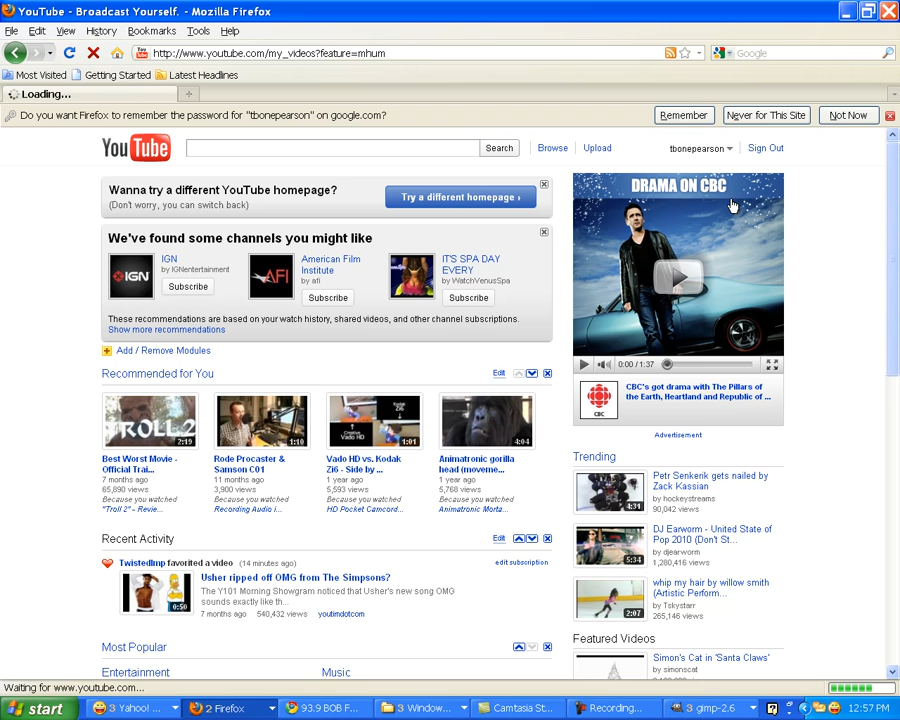 YouTube - Broadcast Yourself. - Mozilla Firefox
File Edit View History Bookmarks Tools Help
http://www.youtube.com/my_videos?feature=mhum
Google
Most Visited Getting Started Latest Headlines
Loading...
Do you want Firefox to remember the password for "tbonepearson" on google.com?
Remember Never for This Site Not Now
YouTube
Search Browse Upload tbonepearson Sign Out
Wanna try a different YouTube homepage?
(Don't worry, you can switch back)
Try a different homepage ›
We've found some channels you might like
IGN
by IGNentertainment
Subscribe
IGN
American Film
Institute
by afi
Subscribe
AFI
IT'S SPA DAY
EVERY
by WatchVenusSpa
Subscribe
These recommendations are based on your watch history, shared videos, and other channel subscriptions.
Show more recommendations
Add / Remove Modules
Recommended for You
Edit
TROLL 2
2:19
Best Worst Movie -
Official Trai...
7 months ago
65,890 views
Because you watched
"Troll 2" - Revie...
1:10
Rode Procaster &
Samson C01
11 months ago
3,900 views
Because you watched
Recording Audio i...
Kodak
Zi6
Creative
Vado HD
1:01
Vado HD vs. Kodak
Zi6 - Side by ...
1 year ago
5,593 views
Because you watched
HD Pocket Camcord...
4:04
Animatronic gorilla
head (moveme...
1 year ago
5,768 views
Because you watched
Animatronic Morta...
Recent Activity
Edit
TwistedImp favorited a video (14 minutes ago)
edit subscription
0:50
Usher ripped off OMG from The Simpsons?
The Y101 Morning Showgram noticed that Usher's new song OMG
sounds exactly like th...
7 months ago 540,432 views youtimdotcom
Most Popular
Entertainment Music
DRAMA ON CBC
0:00 / 1:37
CBC
CBC's got drama with The Pillars of
the Earth, Heartland and Republic of ...
Advertisement
Trending
4:31
Petr Senkerik gets nailed by
Zack Kassian
by hockeystreams
90,042 views
5:34
DJ Earworm - United State of
Pop 2010 (Don't St...
by djearworm
1,280,416 views
2:07
whip my hair by willow smith
(Artistic Perform...
by Tskystarr
265,146 views
Featured Videos
Simon's Cat in 'Santa Claws'
by simonscat
Waiting for www.youtube.com...
start
3 Yahoo! ...
2 Firefox
93.9 BOB F...
3 Window...
Camtasia St...
Recording...
3 gimp-2.6
12:57 PM